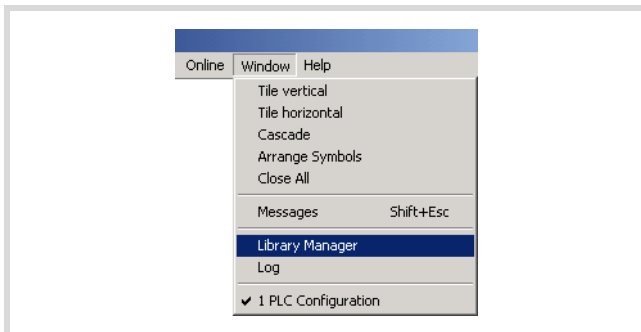 Online Window Help
Tile vertical
Tile horizontal
Cascade
Arrange Symbols
Close All
Messages Shift+Esc
Library Manager
Log
✔ 1 PLC Configuration